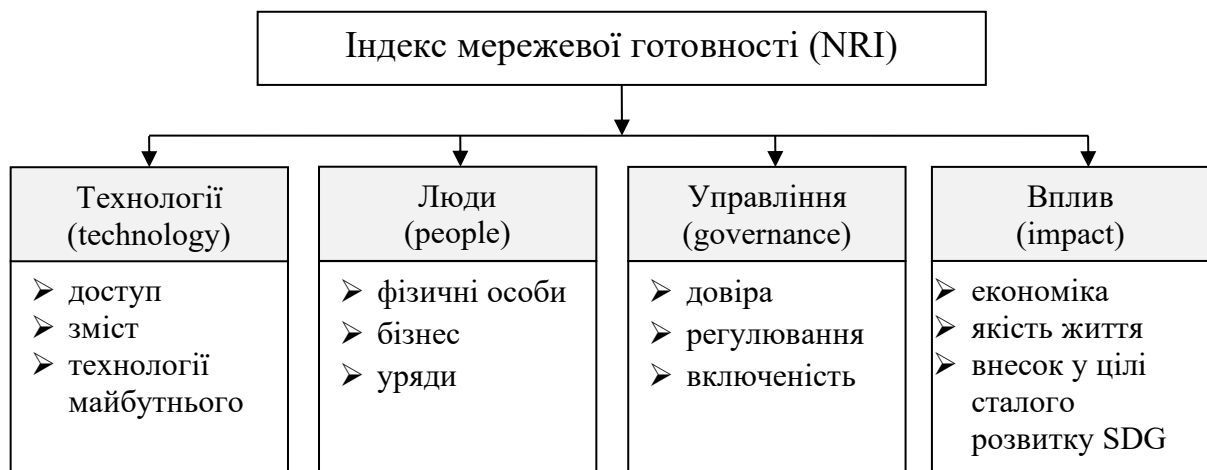 Індекс мережевої готовності (NRI)
Технології
(technology)
➢ доступ
➢ зміст
➢ технології
майбутнього
Люди
(people)
➢ фізичні особи
➢ бізнес
➢ уряди
Управління
(governance)
➢ довіра
➢ регулювання
➢ включеність
Вплив
(impact)
➢ економіка
➢ якість життя
➢ внесок у цілі
сталого
розвитку SDG